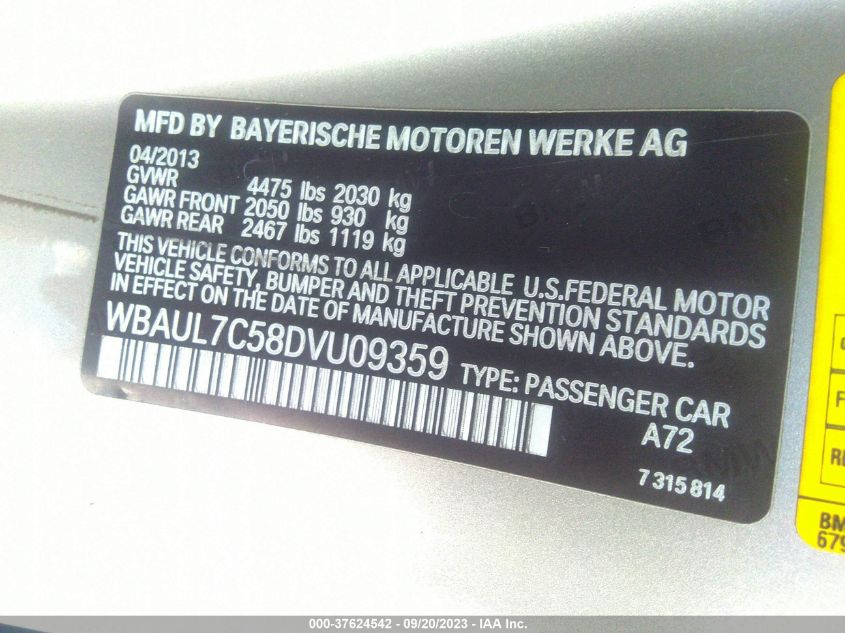 MFD BY BAYERISCHE MOTOREN WERKE AG
04/2013
GVWR 4475 lbs 2030 kg
GAWR FRONT 2050 lbs 930 kg
GAWR REAR 2467 lbs 1119 kg
THIS VEHICLE CONFORMS TO ALL APPLICABLE U.S.FEDERAL MOTOR
VEHICLE SAFETY, BUMPER AND THEFT PREVENTION STANDARDS
IN EFFECT ON THE DATE OF MANUFACTURE SHOWN ABOVE.
WBAUL7C58DVU09359 TYPE: PASSENGER CAR
A72
7 315 814
BM
679
000-37624542 - 09/20/2023 - IAA Inc.